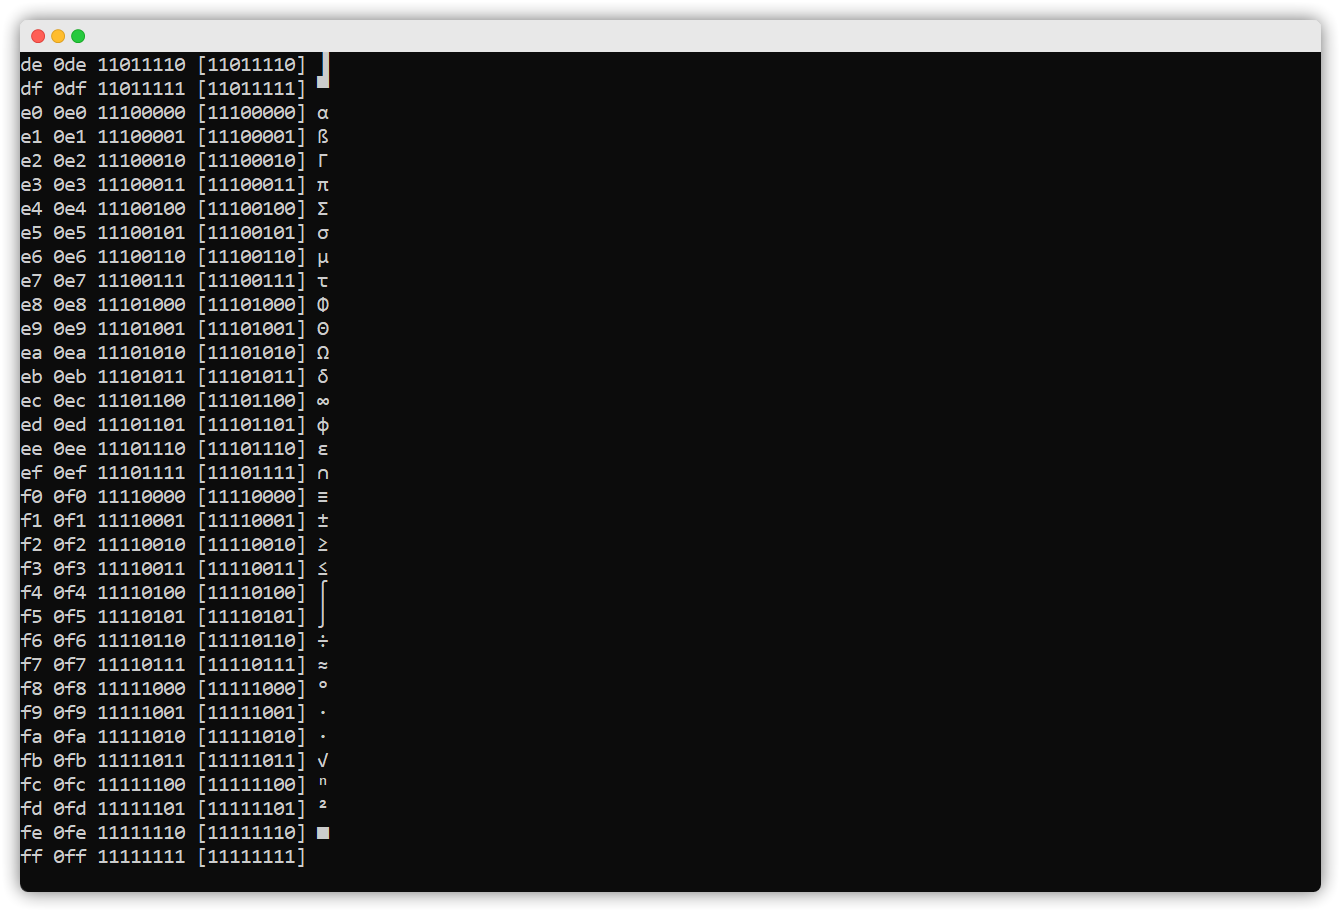 de 0de 11011110 [11011110] ▐
df 0df 11011111 [11011111] ▀
e0 0e0 11100000 [11100000] α
e1 0e1 11100001 [11100001] ß
e2 0e2 11100010 [11100010] Γ
e3 0e3 11100011 [11100011] π
e4 0e4 11100100 [11100100] Σ
e5 0e5 11100101 [11100101] σ
e6 0e6 11100110 [11100110] µ
e7 0e7 11100111 [11100111] τ
e8 0e8 11101000 [11101000] Φ
e9 0e9 11101001 [11101001] Θ
ea 0ea 11101010 [11101010] Ω
eb 0eb 11101011 [11101011] δ
ec 0ec 11101100 [11101100] ∞
ed 0ed 11101101 [11101101] φ
ee 0ee 11101110 [11101110] ε
ef 0ef 11101111 [11101111] ∩
f0 0f0 11110000 [11110000] ≡
f1 0f1 11110001 [11110001] ±
f2 0f2 11110010 [11110010] ≥
f3 0f3 11110011 [11110011] ≤
f4 0f4 11110100 [11110100] ⌠
f5 0f5 11110101 [11110101] ⌡
f6 0f6 11110110 [11110110] ÷
f7 0f7 11110111 [11110111] ≈
f8 0f8 11111000 [11111000] °
f9 0f9 11111001 [11111001] ∙
fa 0fa 11111010 [11111010] ·
fb 0fb 11111011 [11111011] √
fc 0fc 11111100 [11111100] ⁿ
fd 0fd 11111101 [11111101] ²
fe 0fe 11111110 [11111110] ■
ff 0ff 11111111 [11111111]